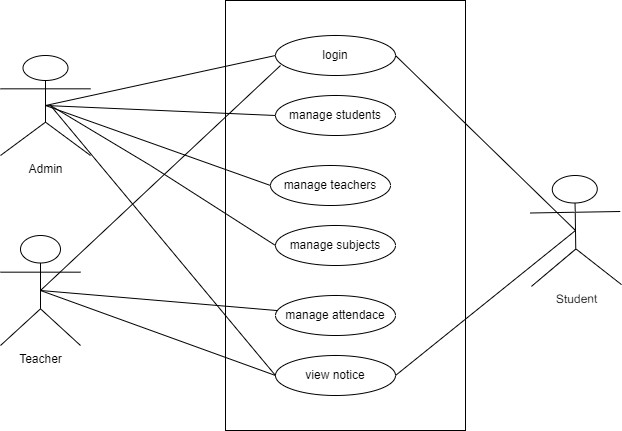 login
manage students
Admin
manage teachers
manage subjects
Student
manage attendace
Teacher
view notice